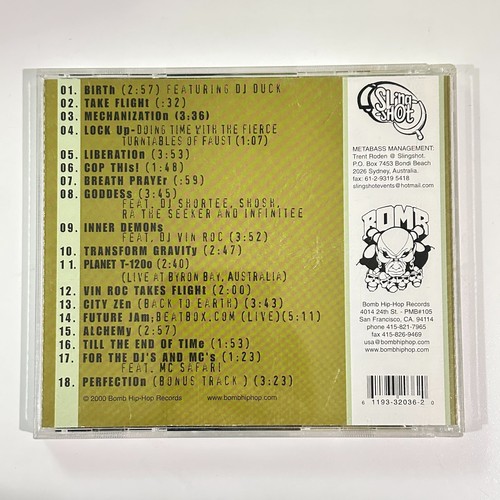 01. BIRTh (2:57) FEATURING DJ DUCK
02. TAKE FLIGHt (:32)
03. MECHANIZATIOn (3:36)
04. LOCK Up-DOING TIME WITH THE FIERCE
TURNTABLES OF FAUST (1:07)
05. LIBERATIOn (3:53)
06. COP THIs! (1:48)
07. BREATH PRAYEr (:59)
08. GODDESs (3:45)
FEAT. DJ SHORTEE, SHOSH,
RA THE SEEKER AND INFINITEE
09. INNER DEMONs
FEAT. DJ VIN ROC (3:52)
10. TRANSFORM GRAVITy (2:47)
11. PLANET T-120o (2:40)
(LIVE AT BYRON BAY, AUSTRALIA)
12. VIN ROC TAKES FLIGHt (2:00)
13. CITY ZEn (BACK TO EARTH) (3:43)
14. FUTURE JAm:BEATBOX.COM (LIVE)(5:11)
15. ALCHEMy (2:57)
16. TILL THE END OF TIMe (1:53)
17. FOR THE DJ'S AND MC's (1:23)
FEAT. MC SAFARI
18. PERFECTIOn (BONUS TRACK) (3:23)
© 2000 Bomb Hip-Hop Records www.bombhiphop.com
Sling
SHOt
METABASS MANAGEMENT:
Trent Roden @ Slingshot.
P.O. Box 7453 Bondi Beach
2026 Sydney, Australia.
fax: 61-2-9319 5418
slingshotevents@hotmail.com
BOMB
Bomb Hip-Hop Records
4014 24th St. - PMB#105
San Francisco, CA. 94114
phone 415-821-7965
fax 415-826-9469
usa@bombhiphop.com
www.bombhiphop.com
6 1193-32036-2 0